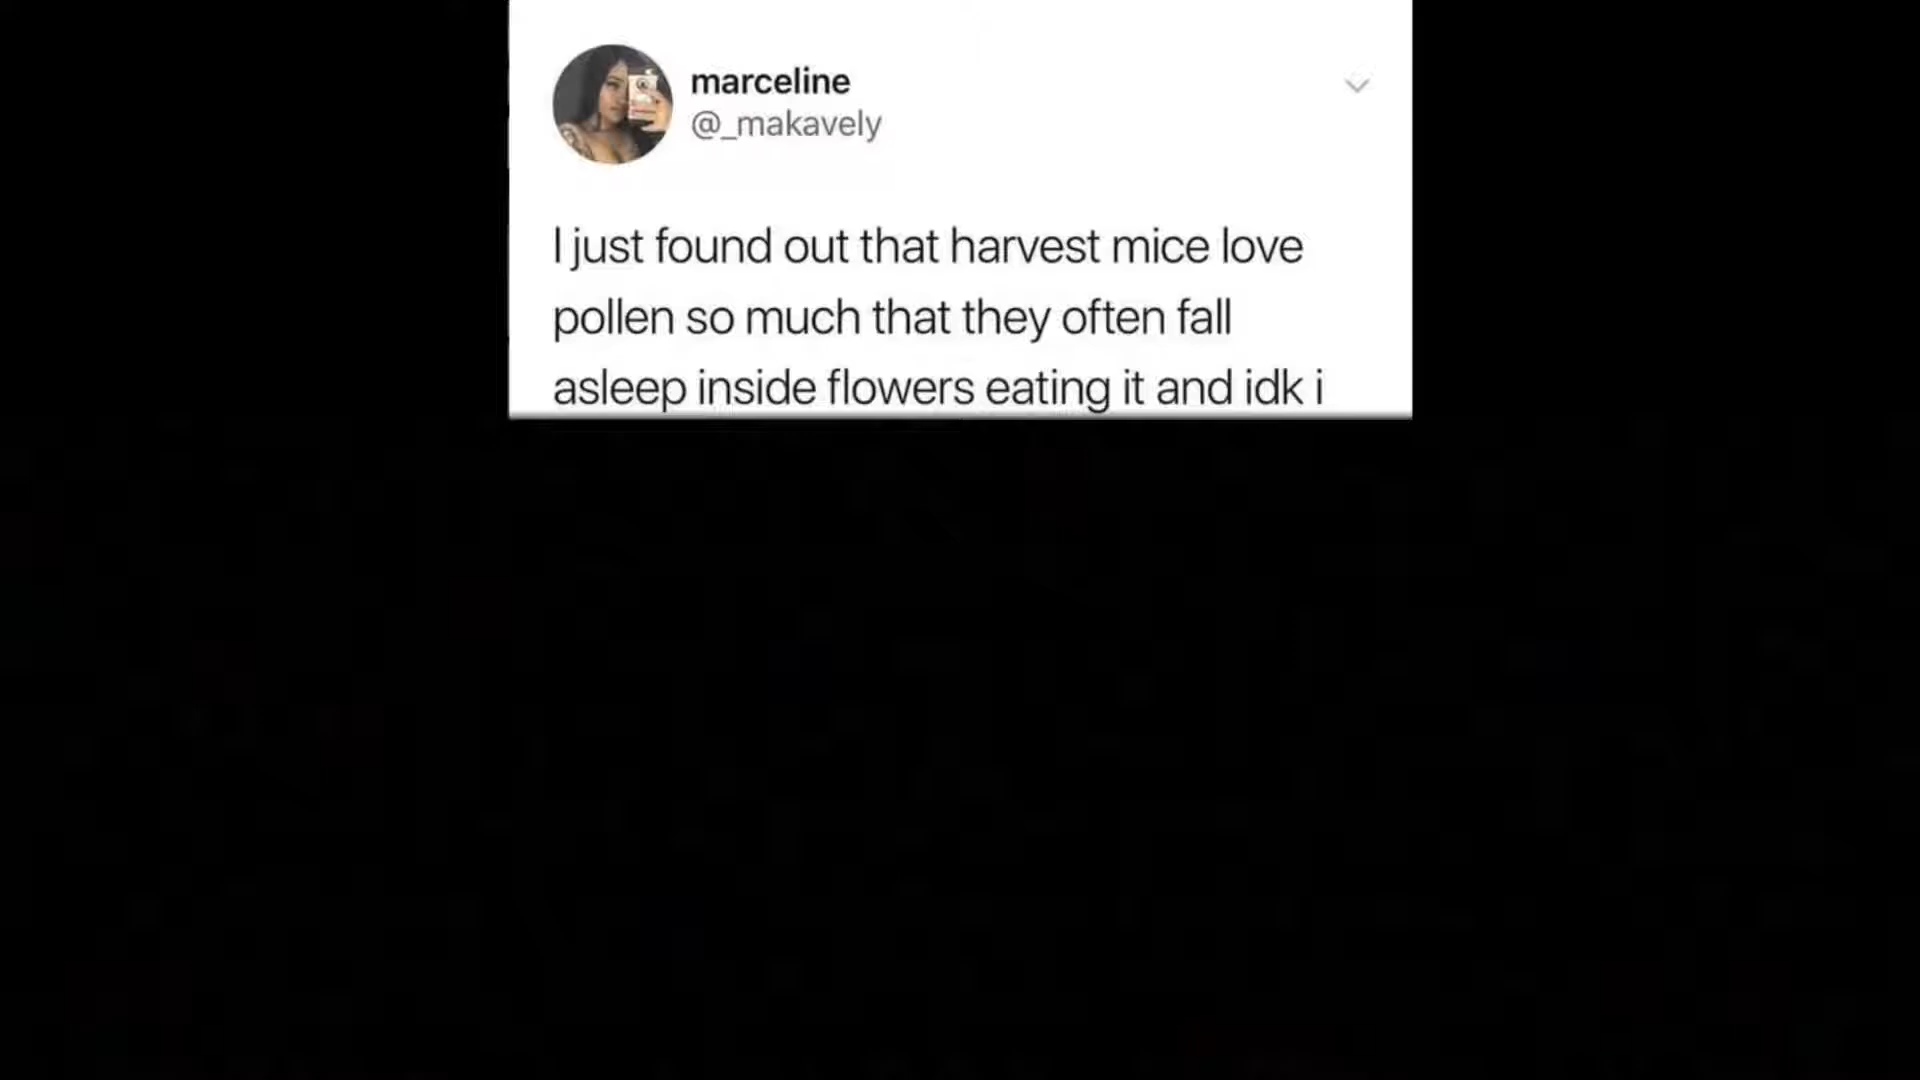 marceline
@_makavely
I just found out that harvest mice love
pollen so much that they often fall
asleep inside flowers eating it and idk i